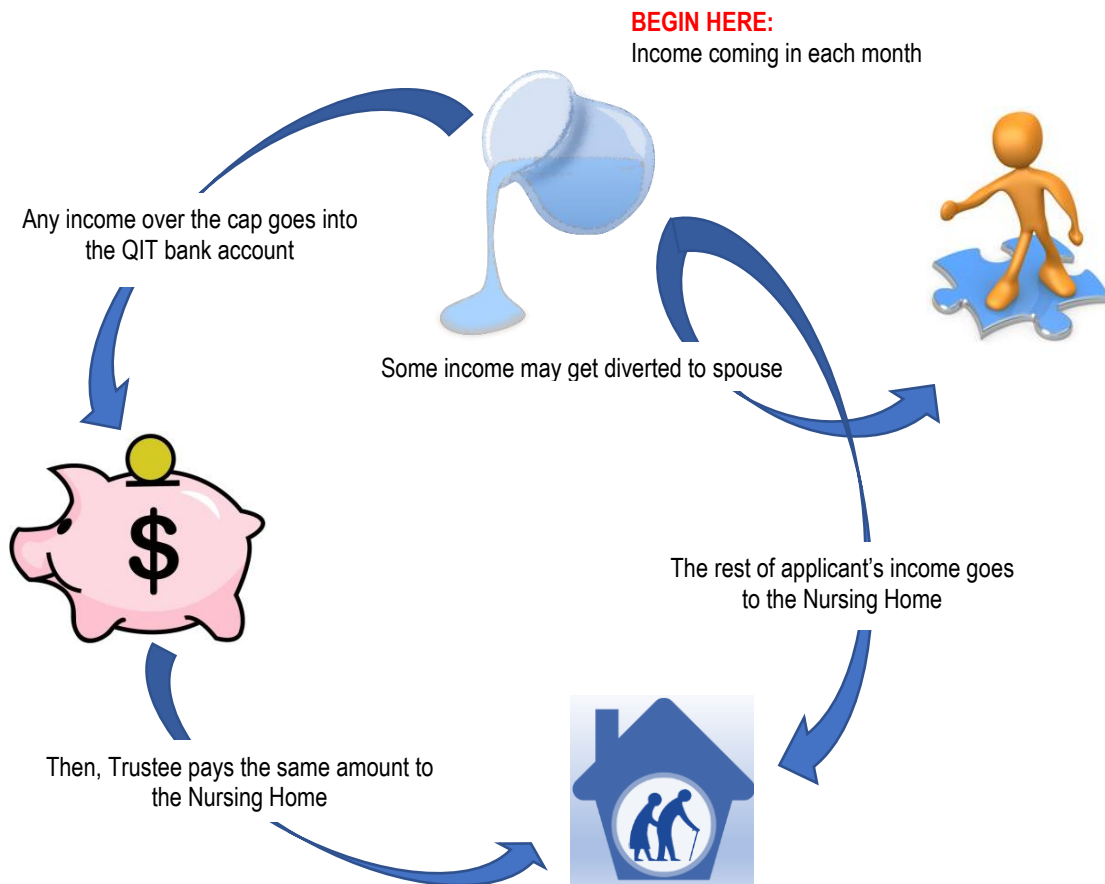 BEGIN HERE:
Income coming in each month
Any income over the cap goes into
the QIT bank account
Some income may get diverted to spouse
$
The rest of applicant’s income goes
to the Nursing Home
Then, Trustee pays the same amount to
the Nursing Home